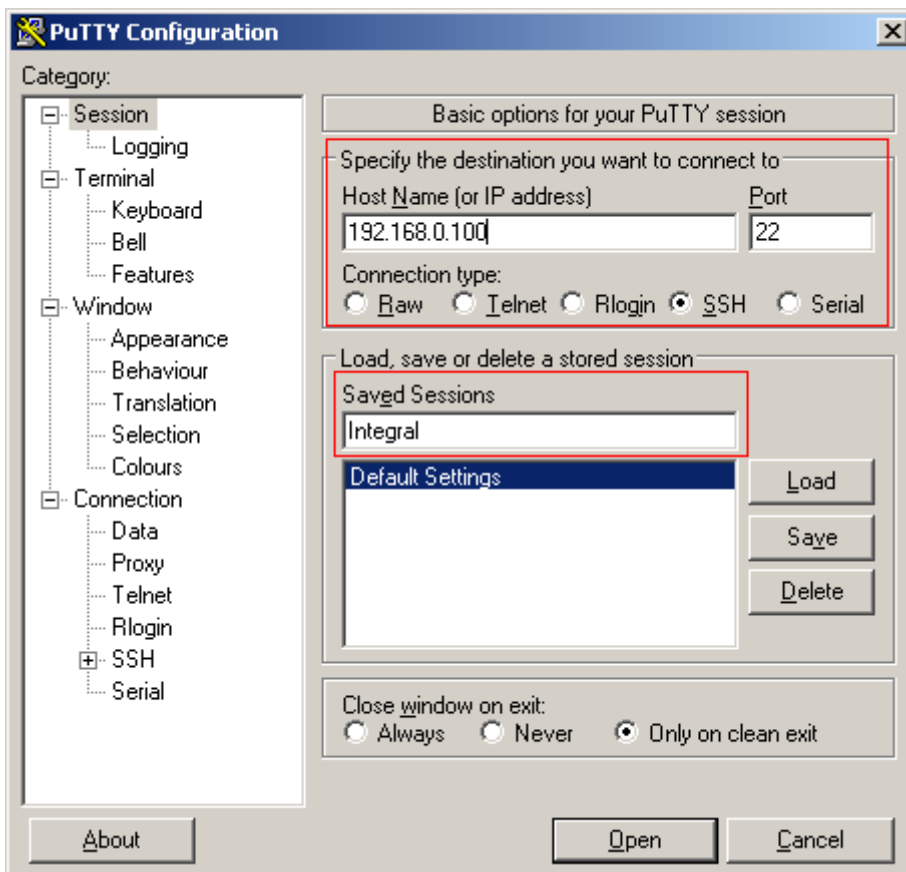 PuTTY Configuration
Category:
Session
Logging
Terminal
Keyboard
Bell
Features
Window
Appearance
Behaviour
Translation
Selection
Colours
Connection
Data
Proxy
Telnet
Rlogin
SSH
Serial
Basic options for your PuTTY session
Specify the destination you want to connect to
Host Name (or IP address) Port
192.168.0.100 22
Connection type:
Raw Telnet Rlogin SSH Serial
Load, save or delete a stored session
Saved Sessions
Integral
Default Settings
Load
Save
Delete
Close window on exit:
Always Never Only on clean exit
About Open Cancel